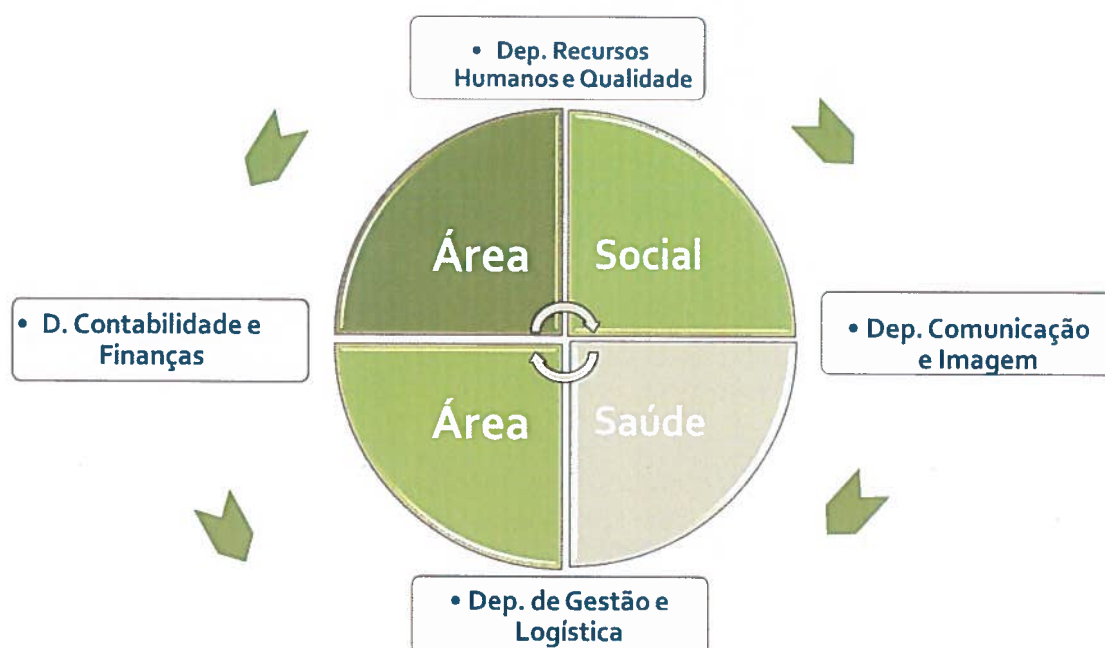 • Dep. Recursos
Humanos e Qualidade
Área
Social
• D. Contabilidade e
Finanças
• Dep. Comunicação
e Imagem
Área
Saúde
• Dep. de Gestão e
Logística